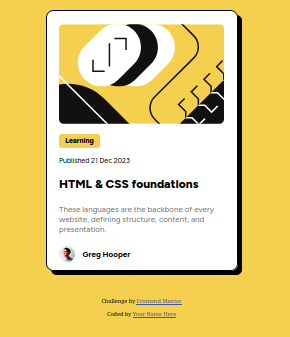 Learning
Published 21 Dec 2023
HTML & CSS foundations
These languages are the backbone of every
website, defining structure, content, and
presentation.
Greg Hooper
Challenge by Frontend Mentor
Coded by Your Name Here